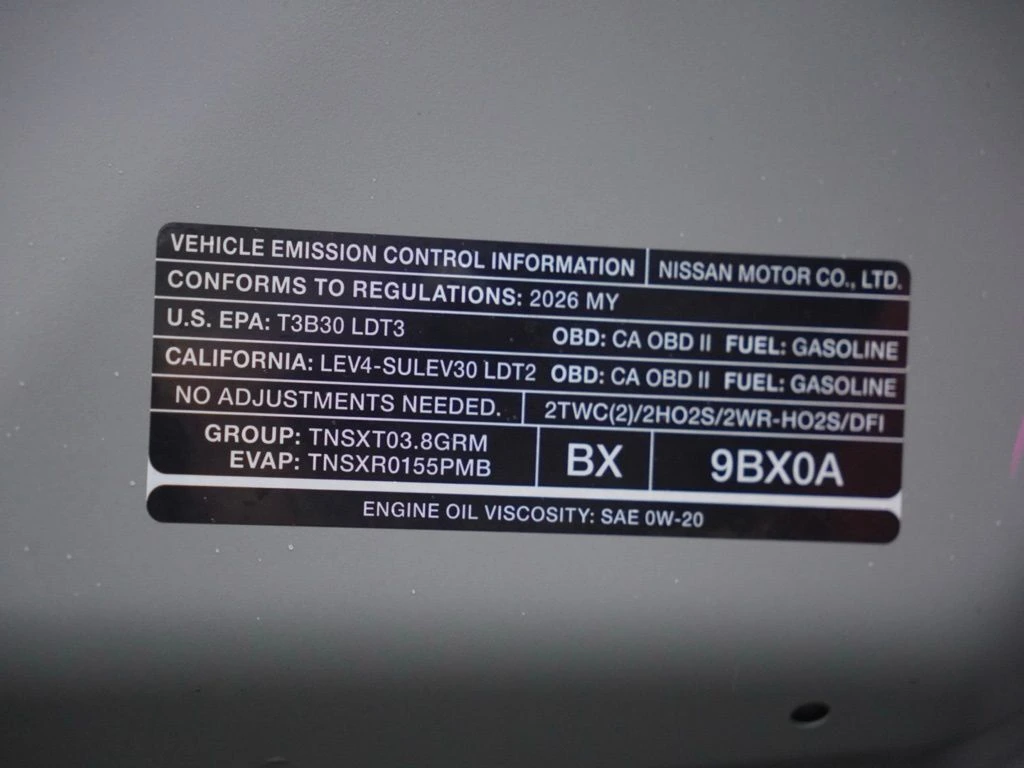 VEHICLE EMISSION CONTROL INFORMATION NISSAN MOTOR CO., LTD.
CONFORMS TO REGULATIONS: 2026 MY
U.S. EPA: T3B30 LDT3 OBD: CA OBD II FUEL: GASOLINE
CALIFORNIA: LEV4-SULEV30 LDT2 OBD: CA OBD II FUEL: GASOLINE
NO ADJUSTMENTS NEEDED. 2TWC(2)/2HO2S/2WR-HO2S/DFI
GROUP: TNSXT03.8GRM
EVAP: TNSXR0155PMB
BX 9BX0A
ENGINE OIL VISCOSITY: SAE 0W-20